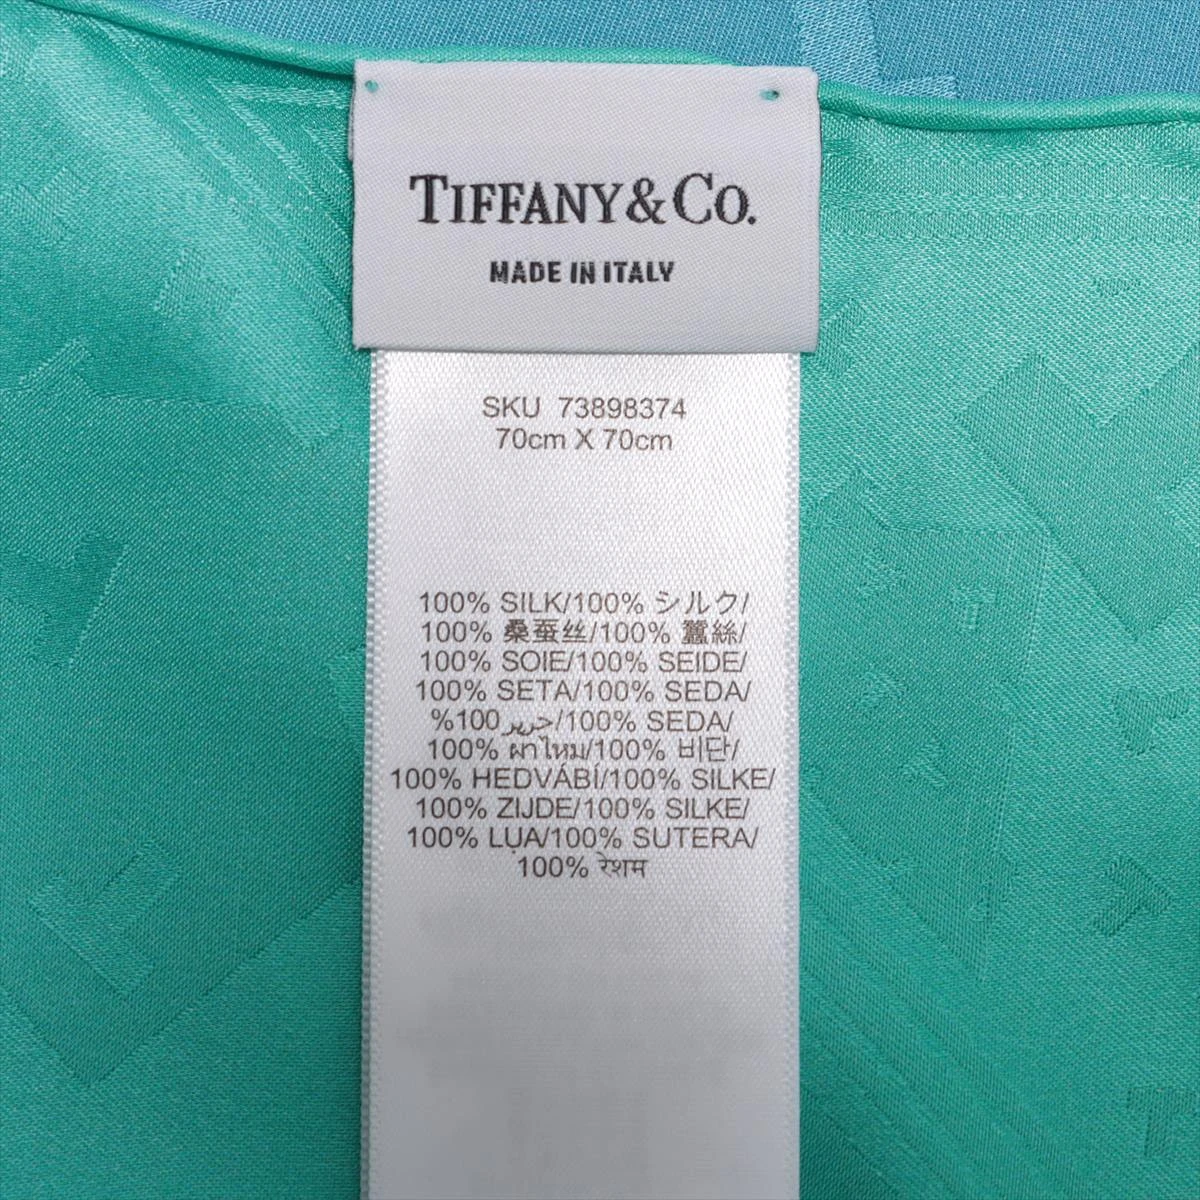 TIFFANY & CO.
MADE IN ITALY
SKU 73898374
70cm X 70cm
100% SILK/100% シルク/
100% 桑蚕丝/100% 蠶絲/
100% SOIE/100% SEIDE/
100% SETA/100% SEDA/
%100 حرير/100% SEDA/
100% ผ้าไหม/100% 비단/
100% HEDVÁBÍ/100% SILKE/
100% ZIJDE/100% SILKE/
100% LỤA/100% SUTERA/
100% रेशम